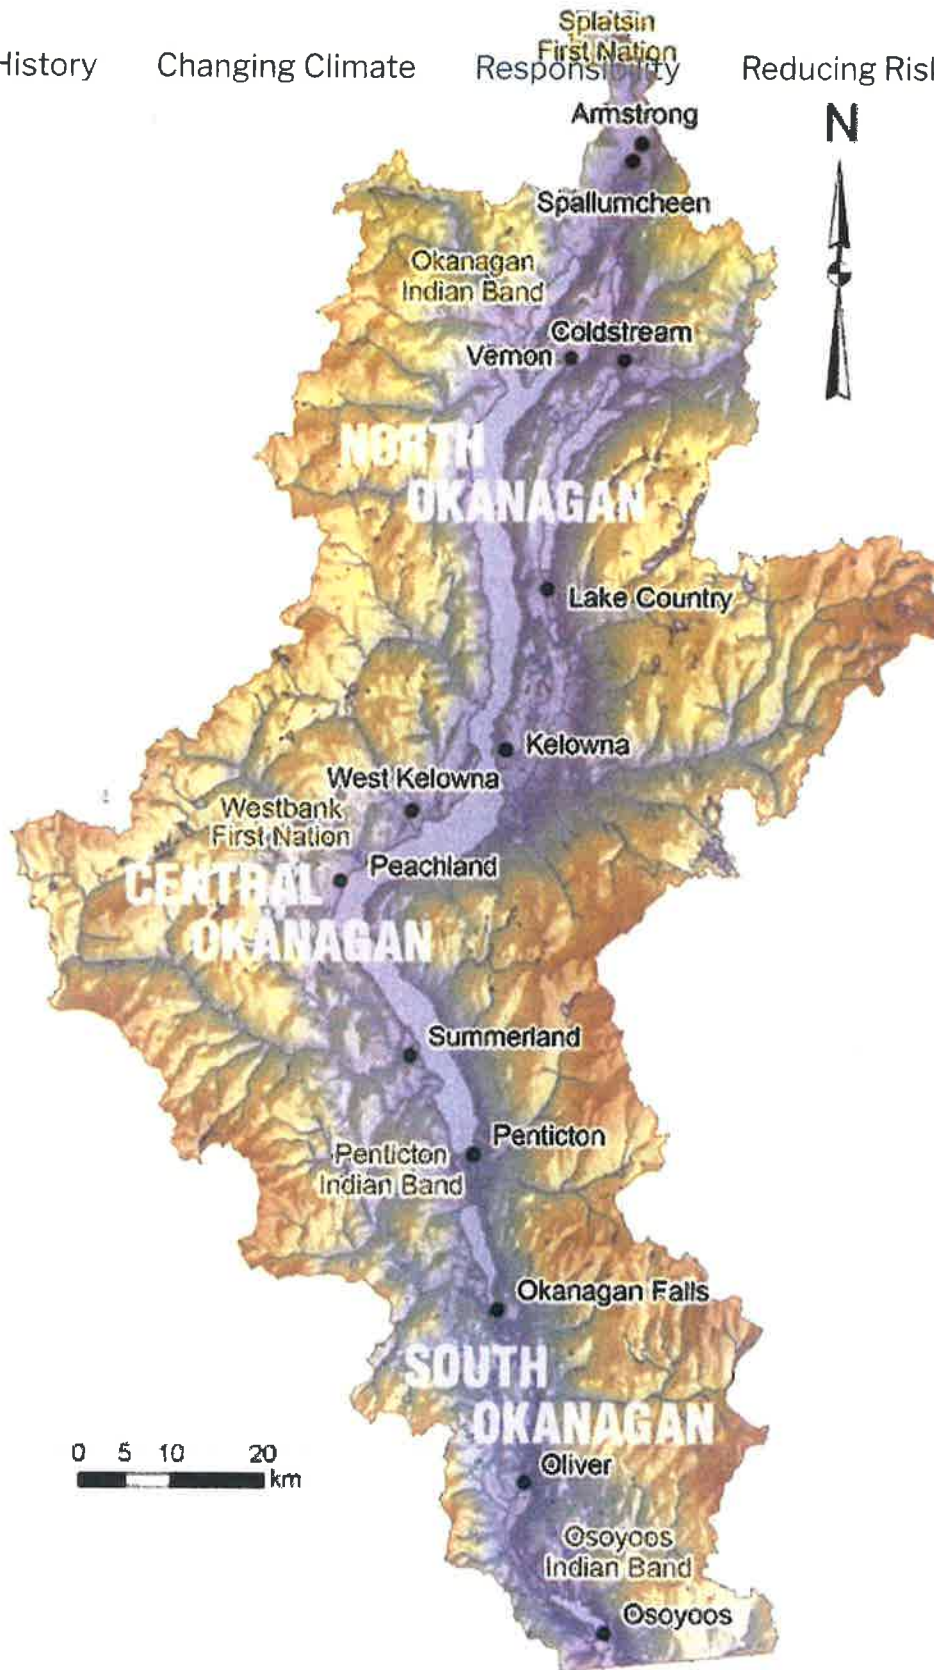 History Changing Climate Responsibility Reducing Risk
Splatsin
First Nation
Armstrong
N
Spallumcheen
Okanagan
Indian Band
Coldstream
Vernon
NORTH
OKANAGAN
Lake Country
Kelowna
West Kelowna
Westbank
First Nation
Peachland
CENTRAL
OKANAGAN
Summerland
Penticton
Penticton
Indian Band
Okanagan Falls
SOUTH
OKANAGAN
0 5 10 20
km
Oliver
Osoyoos
Indian Band
Osoyoos